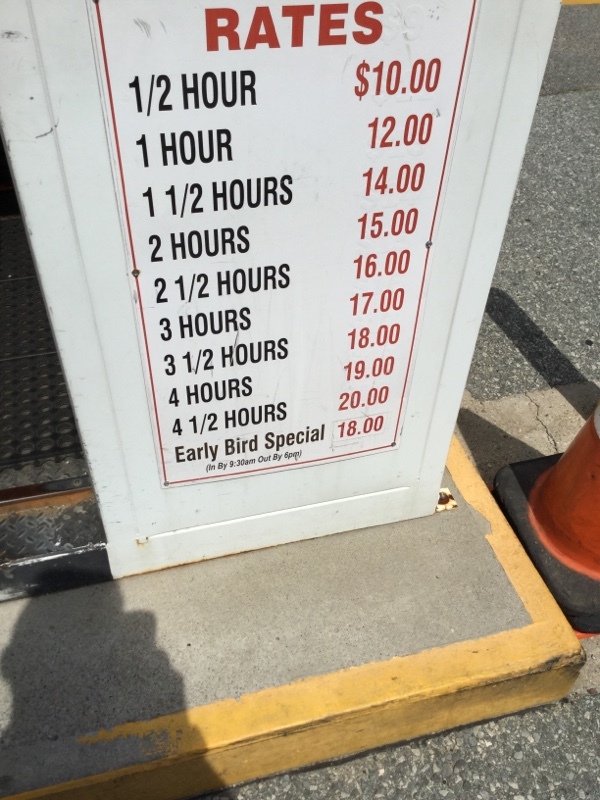 RATES
1/2 HOUR $10.00
1 HOUR 12.00
1 1/2 HOURS 14.00
2 HOURS 15.00
2 1/2 HOURS 16.00
3 HOURS 17.00
3 1/2 HOURS 18.00
4 HOURS 19.00
4 1/2 HOURS 20.00
Early Bird Special 18.00
(In By 9:30am Out By 6pm)